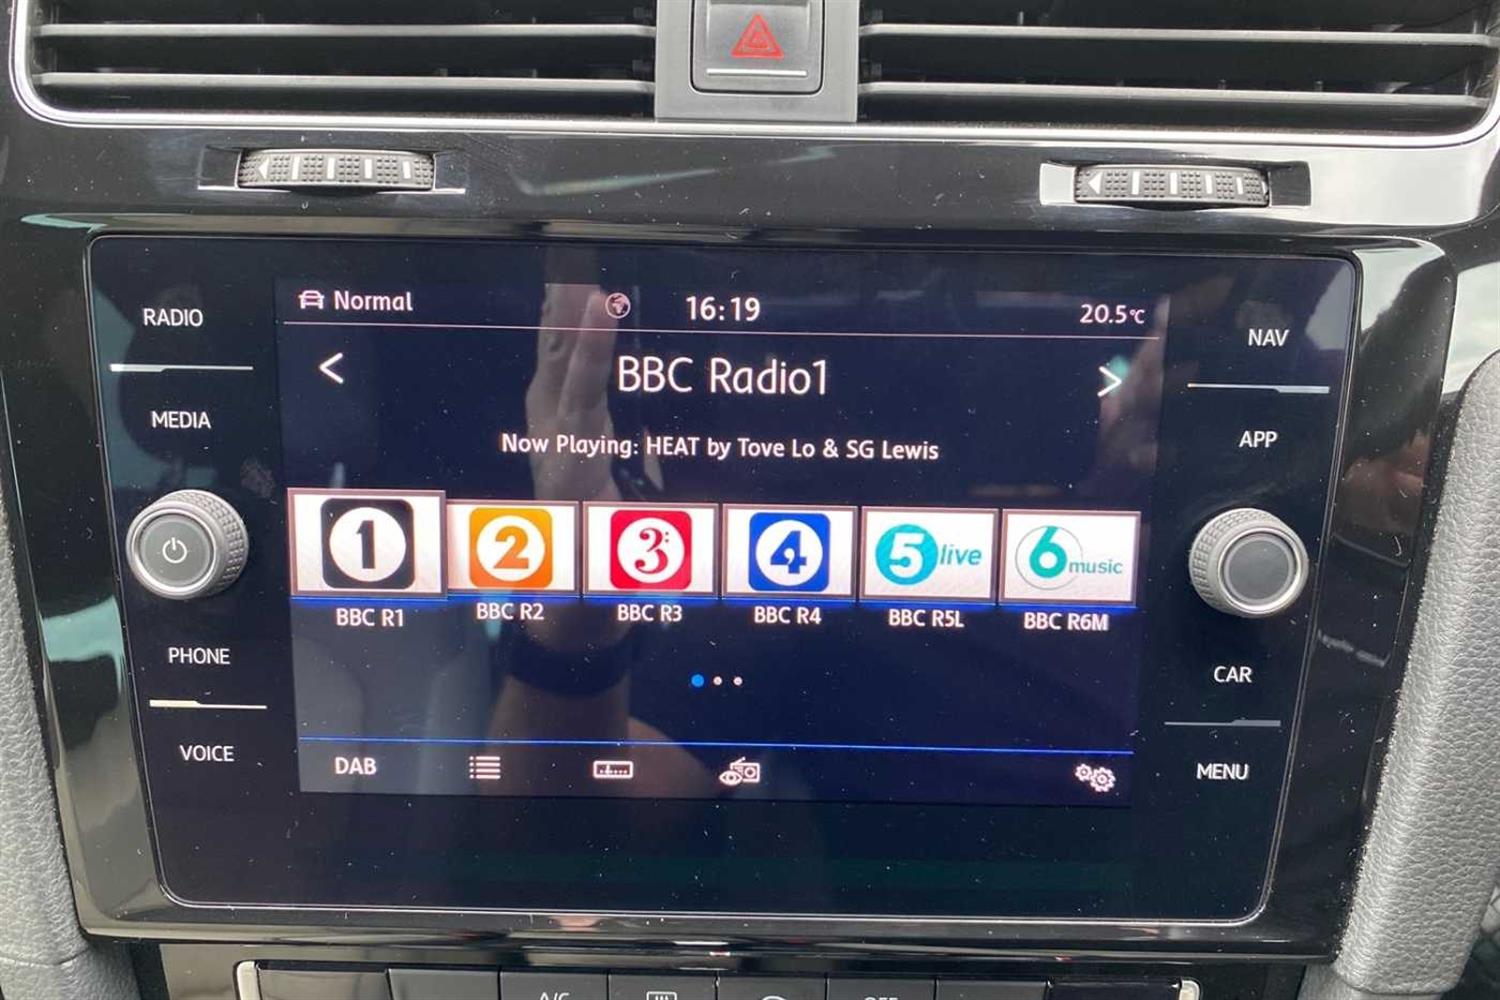 RADIO
MEDIA
PHONE
VOICE
Normal
16:19
20.5°C
BBC Radio1
Now Playing: HEAT by Tove Lo & SG Lewis
1
2
3:
4
5 live
6 music
BBC R1
BBC R2
BBC R3
BBC R4
BBC R5L
BBC R6M
DAB
NAV
APP
CAR
MENU
A/C
OFF